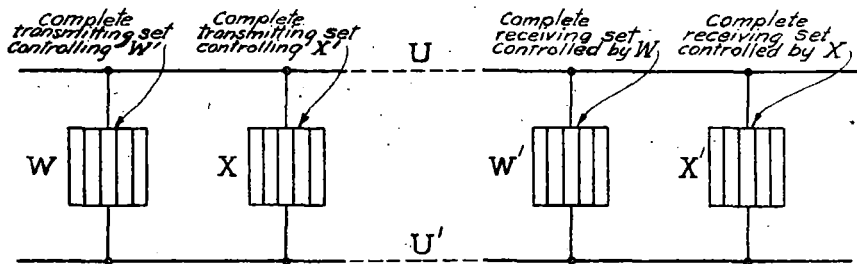 Complete
transmitting set
controlling W'
Complete
transmitting set
controlling X'
Complete
receiving set
controlled by W
Complete
receiving set
controlled by X
U
W
X
W'
X'
U'